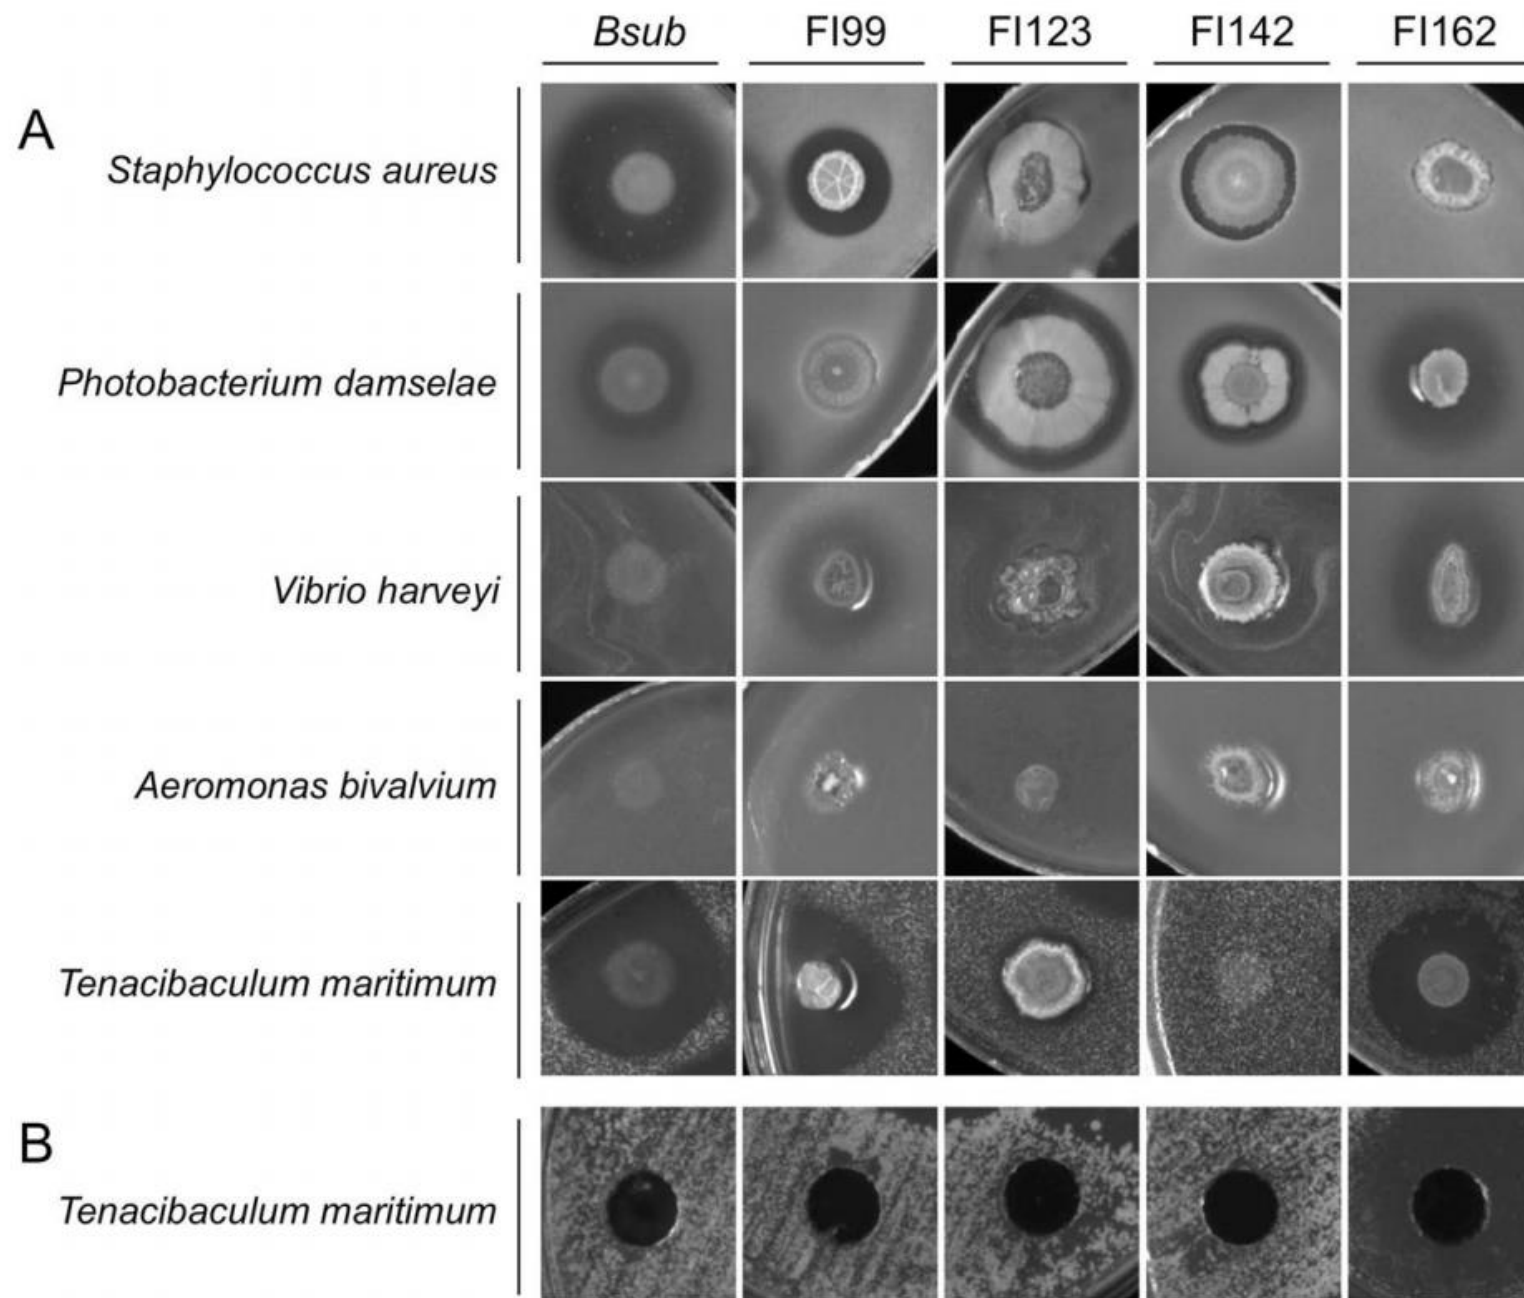 Bsub FI99 FI123 FI142 FI162
A
Staphylococcus aureus
Photobacterium damselae
Vibrio harveyi
Aeromonas bivalvium
Tenacibaculum maritimum
B
Tenacibaculum maritimum